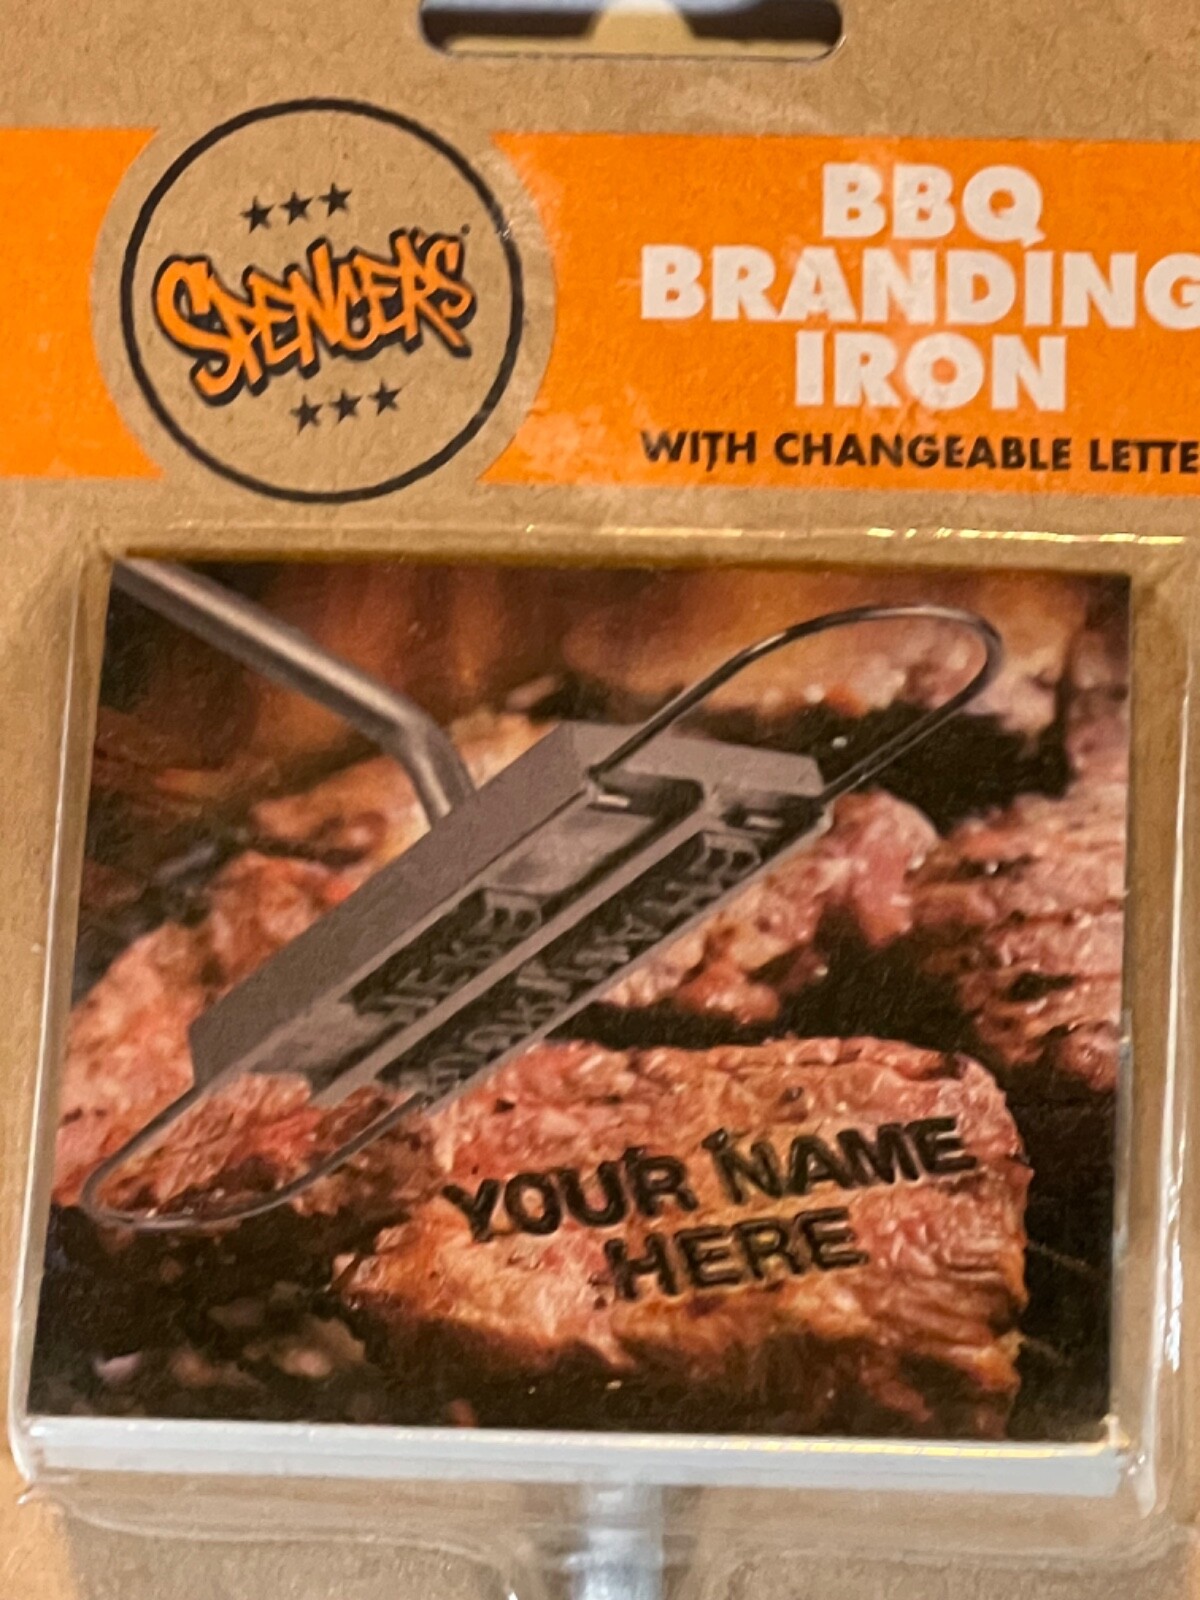 SPENCER'S
BBQ
BRANDING
IRON
WITH CHANGEABLE LETTE
YOUR NAME
HERE